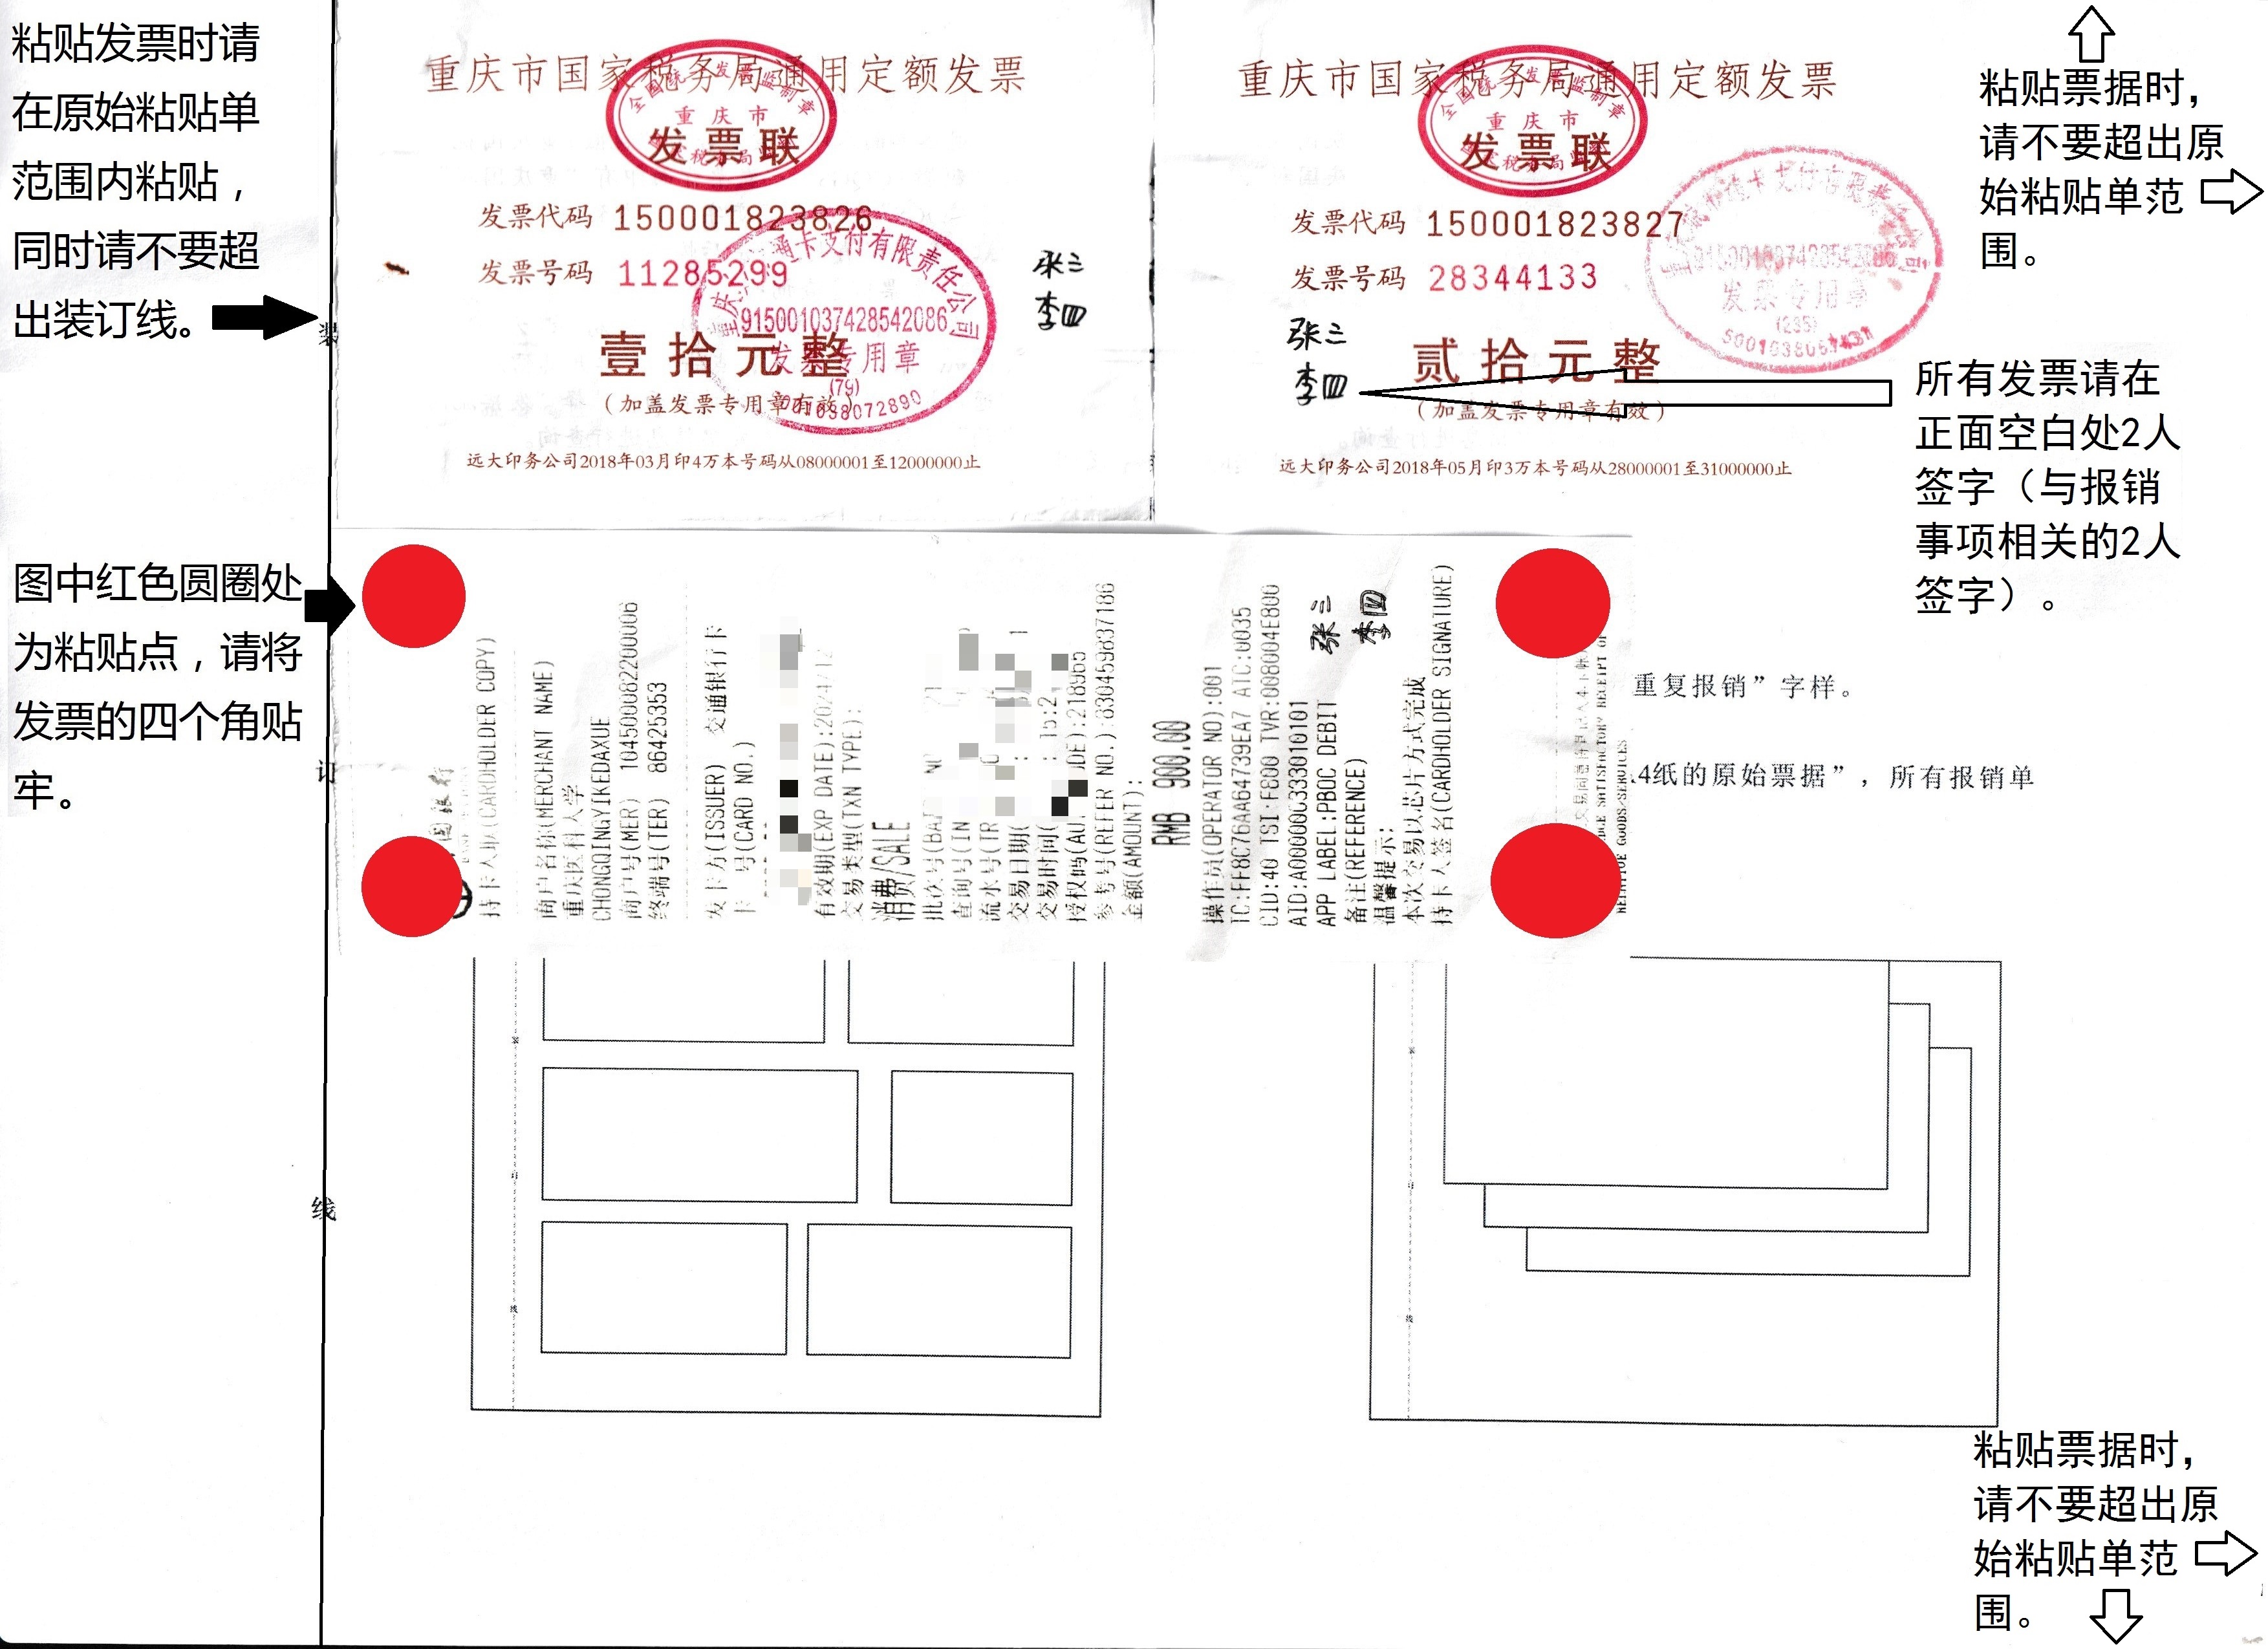 粘贴发票时请
在原始粘贴单
范围内粘贴，
同时请不要超
出装订线。
图中红色圆圈处
为粘贴点，请将
发票的四个角贴
牢。
装
订
线
重庆市国家税务局通用定额发票
全国统一发票监制章
重庆市
国家税务局监制
发票联
发票代码 150001823826
发票号码 11285299
壹拾元整
（加盖发票专用章有效）
通卡支付有限责任公司
915001037428542086
发票专用章
(79)
张三
李四
远大印务公司2018年03月印4万本号码从08000001至12000000止
重庆市国家税务局通用定额发票
全国统一发票监制章
重庆市
国家税务局监制
发票联
发票代码 150001823827
发票号码 28344133
贰拾元整
（加盖发票专用章有效）
通卡支付有限责任公司
发票专用章
(235)
张三
李四
远大印务公司2018年05月印3万本号码从28000001至31000000止
粘贴票据时，
请不要超出原
始粘贴单范
围。
所有发票请在
正面空白处2人
签字（与报销
事项相关的2人
签字）。
持卡人联(CARDHOLDER COPY)
商户名称(MERCHANT NAME)
重庆医科大学
CHONGQINGYIKEDAXUE
商户号(MER) 104500082200006
终端号(TER) 86425353
发卡方(ISSUER) 交通银行卡
卡 号(CARD NO.)
有效期(EXP DATE):2024/12
交易类型(TXN TYPE):
消费/SALE
批次号(BA
查询号(IN
流水号(TR
交易日期(
交易时间(
授权码(AU DE):218965
参考号(REFER NO.):830459837186
金额(AMOUNT):
RMB 900.00
操作员(OPERATOR NO):001
TC:FF8C76AA64739EA7 ATC:0035
CID:40 TSI:F800 TVR:008004E800
AID:A000000333010101
APP LABEL:PBOC DEBIT
备注(REFERENCE)
温馨提示:
本次交易以芯片方式完成
持卡人签名(CARDHOLDER SIGNATURE)
张三
李四
重复报销”字样。
4纸的原始票据”，所有报销单
粘贴票据时，
请不要超出原
始粘贴单范
围。